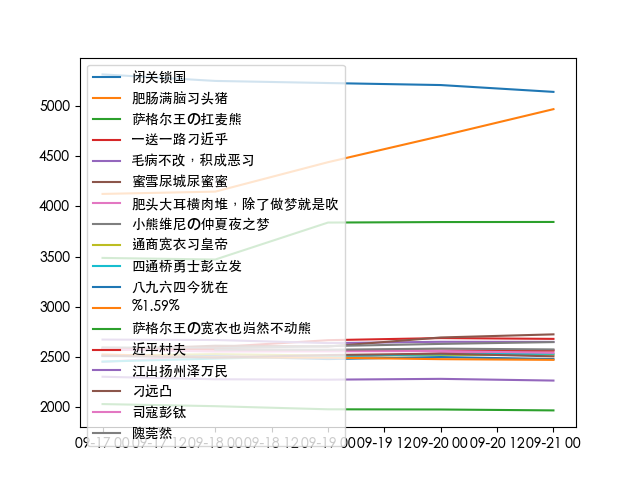 5000
4500
4000
3500
3000
2500
2000
闭关锁国
肥肠满脑习头猪
萨格尔王の扛麦熊
一送一路刁近乎
毛病不改，积成恶习
蜜雪尿城尿蜜蜜
肥头大耳横肉堆，除了做梦就是吹
小熊维尼の仲夏夜之梦
通商宽衣习皇帝
四通桥勇士彭立发
八九六四今犹在
%1.59%
萨格尔王の宽衣也岿然不动熊
近平村夫
江出扬州泽万民
刁远凸
司寇彭钛
隗莞然
09-17 00 09-17 12 09-18 00 09-18 12 09-19 00 09-19 12 09-20 00 09-20 12 09-21 00